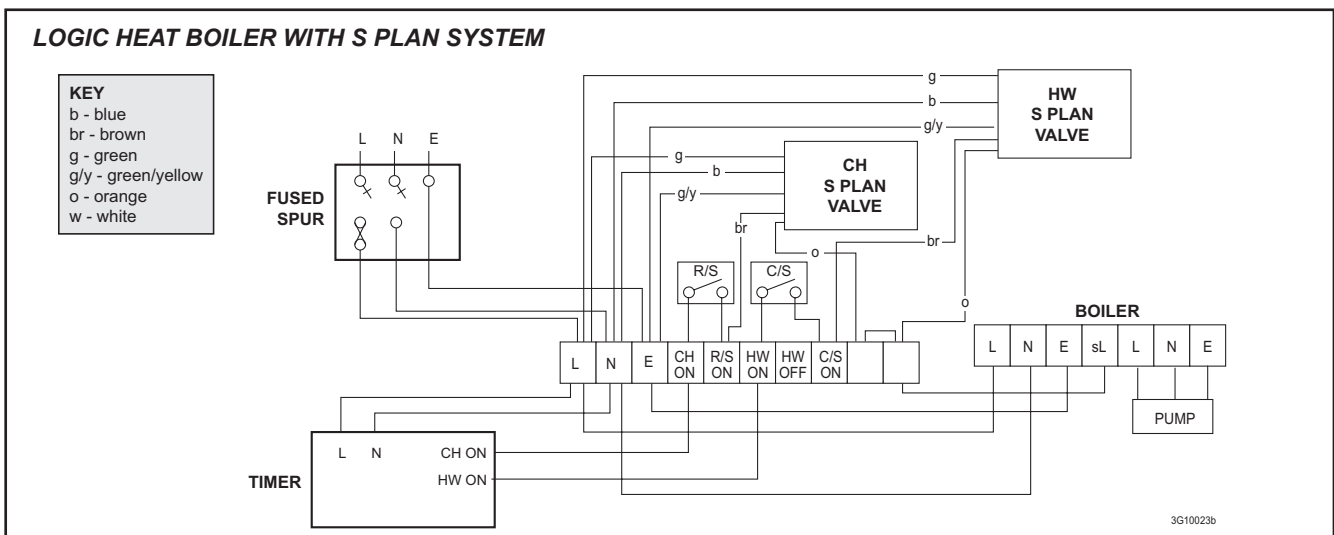 LOGIC HEAT BOILER WITH S PLAN SYSTEM
KEY
b - blue
br - brown
g - green
g/y - green/yellow
o - orange
w - white
L N E
FUSED
SPUR
g
b
g/y
HW
S PLAN
VALVE
g
b
g/y
br
o
CH
S PLAN
VALVE
br
o
R/S
C/S
L
N
E
CH
ON
R/S
ON
HW
ON
HW
OFF
C/S
ON
BOILER
L N E sL L N E
PUMP
TIMER
L N CH ON
HW ON
3G10023b